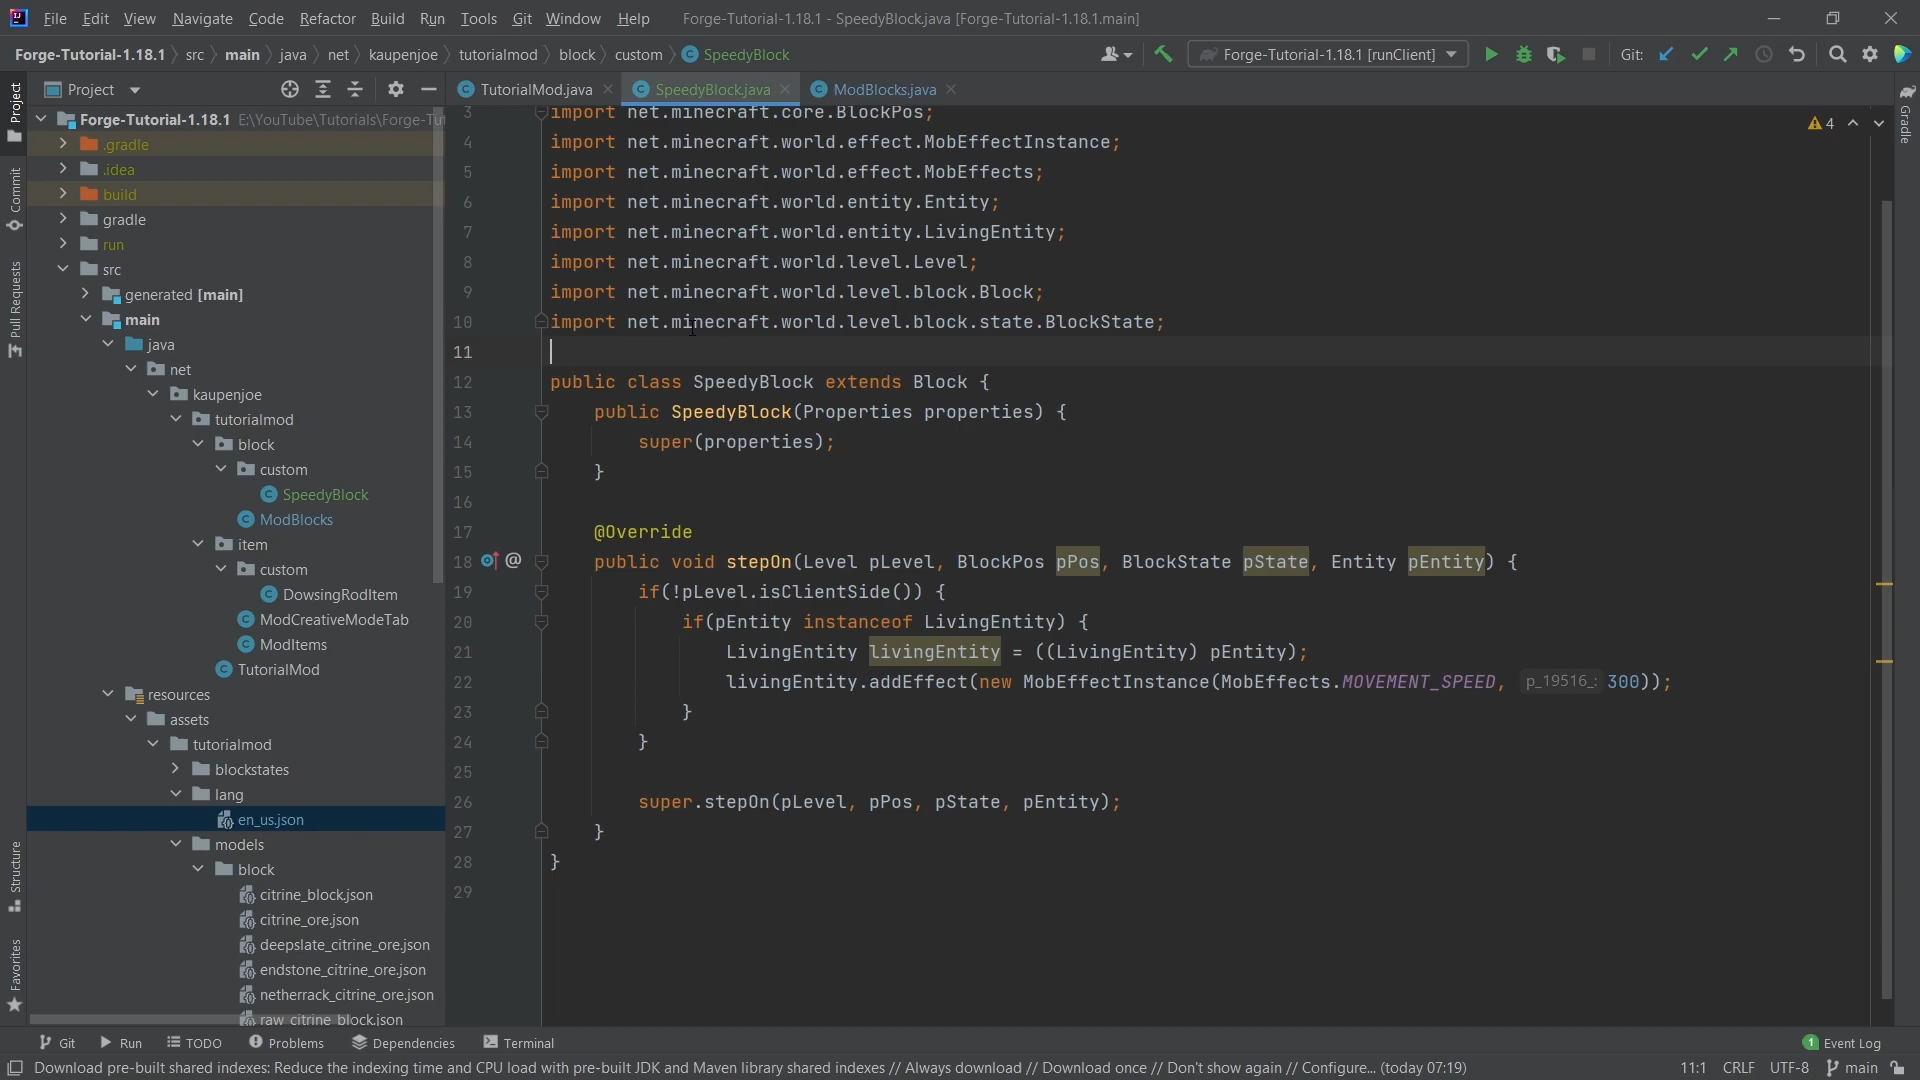 File Edit View Navigate Code Refactor Build Run Tools Git Window Help Forge-Tutorial-1.18.1 - SpeedyBlock.java [Forge-Tutorial-1.18.1.main]
Forge-Tutorial-1.18.1 src main java net kaupenjoe tutorialmod block custom SpeedyBlock Forge-Tutorial-1.18.1 [runClient] Git:
Project TutorialMod.java SpeedyBlock.java ModBlocks.java
Project
Commit
Pull Requests
Structure
Favorites
Gradle
Forge-Tutorial-1.18.1 E:\YouTube\Tutorials\Forge-Tut
.gradle
.idea
build
gradle
run
src
generated [main]
main
java
net
kaupenjoe
tutorialmod
block
custom
SpeedyBlock
ModBlocks
item
custom
DowsingRodItem
ModCreativeModeTab
ModItems
TutorialMod
resources
assets
tutorialmod
blockstates
lang
en_us.json
models
block
citrine_block.json
citrine_ore.json
deepslate_citrine_ore.json
endstone_citrine_ore.json
netherrack_citrine_ore.json
raw_citrine_block.json
4
3 import net.minecraft.core.BlockPos;
4 import net.minecraft.world.effect.MobEffectInstance;
5 import net.minecraft.world.effect.MobEffects;
6 import net.minecraft.world.entity.Entity;
7 import net.minecraft.world.entity.LivingEntity;
8 import net.minecraft.world.level.Level;
9 import net.minecraft.world.level.block.Block;
10 import net.minecraft.world.level.block.state.BlockState;
11
12 public class SpeedyBlock extends Block {
13 public SpeedyBlock(Properties properties) {
14 super(properties);
15 }
16
17 @Override
18 @ public void stepOn(Level pLevel, BlockPos pPos, BlockState pState, Entity pEntity) {
19 if(!pLevel.isClientSide()) {
20 if(pEntity instanceof LivingEntity) {
21 LivingEntity livingEntity = ((LivingEntity) pEntity);
22 livingEntity.addEffect(new MobEffectInstance(MobEffects.MOVEMENT_SPEED, p_19516_: 300));
23 }
24 }
25
26 super.stepOn(pLevel, pPos, pState, pEntity);
27 }
28 }
29
Git Run TODO Problems Dependencies Terminal 1 Event Log
Download pre-built shared indexes: Reduce the indexing time and CPU load with pre-built JDK and Maven library shared indexes // Always download // Download once // Don't show again // Configure... (today 07:19) 11:1 CRLF UTF-8 main